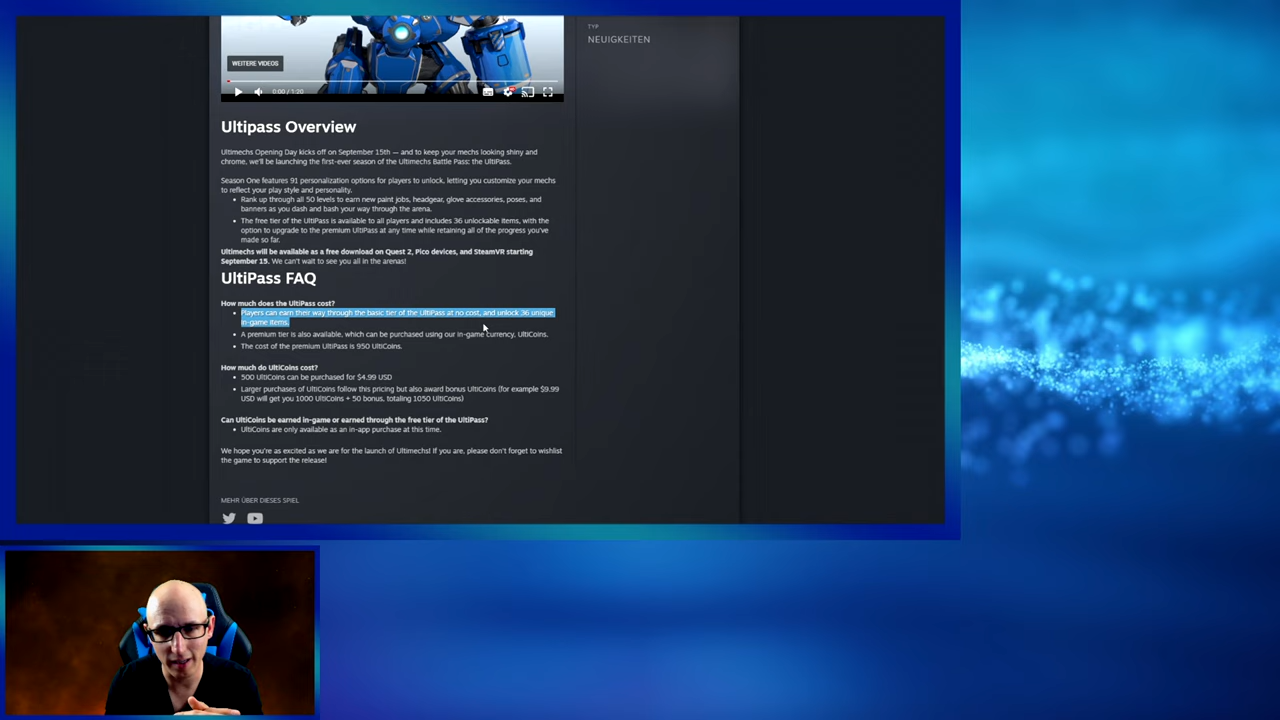 TYP
NEUIGKEITEN
WEITERE VIDEOS
0:00 / 1:20
Ultipass Overview
Ultimechs Opening Day kicks off on September 15th — and to keep your mechs looking shiny and
chrome, we'll be launching the first-ever season of the Ultimechs Battle Pass: the UltiPass.
Season One features 91 personalization options for players to unlock, letting you customize your mechs
to reflect your play style and personality.
• Rank up through all 50 levels to earn new paint jobs, headgear, glove accessories, poses, and
banners as you dash and bash your way through the arena.
• The free tier of the UltiPass is available to all players and includes 36 unlockable items, with the
option to upgrade to the premium UltiPass at any time while retaining all of the progress you've
made so far.
Ultimechs will be available as a free download on Quest 2, Pico devices, and SteamVR starting
September 15. We can't wait to see you all in the arenas!
UltiPass FAQ
How much does the UltiPass cost?
• Players can earn their way through the basic tier of the UltiPass at no cost, and unlock 36 unique
in-game items.
• A premium tier is also available, which can be purchased using our in-game currency, UltiCoins.
• The cost of the premium UltiPass is 950 UltiCoins.
How much do UltiCoins cost?
• 500 UltiCoins can be purchased for $4.99 USD
• Larger purchases of UltiCoins follow this pricing but also award bonus UltiCoins (for example $9.99
USD will get you 1000 UltiCoins + 50 bonus, totaling 1050 UltiCoins)
Can UltiCoins be earned in-game or earned through the free tier of the UltiPass?
• UltiCoins are only available as an in-app purchase at this time.
We hope you're as excited as we are for the launch of Ultimechs! If you are, please don't forget to wishlist
the game to support the release!
MEHR ÜBER DIESES SPIEL